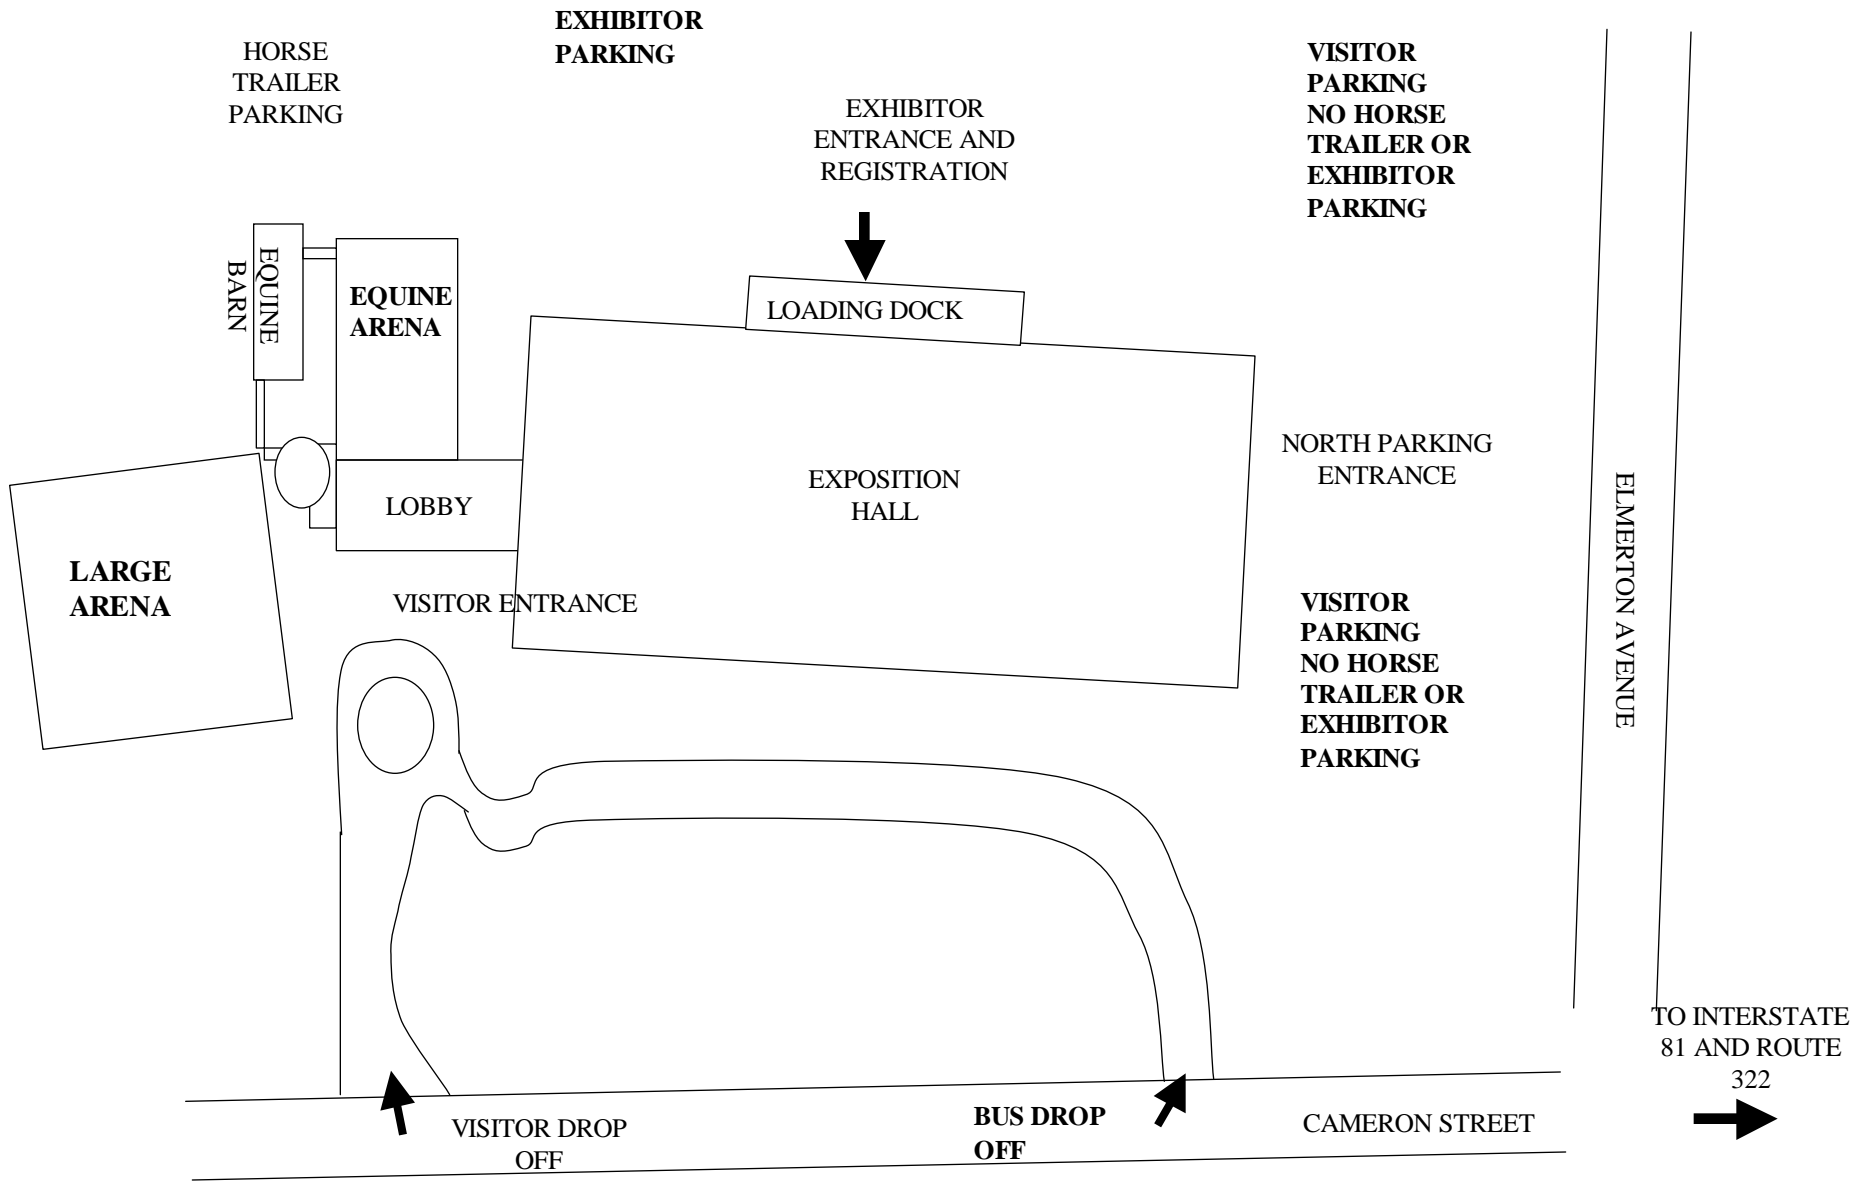 EXHIBITOR
PARKING
HORSE
TRAILER
PARKING
VISITOR
PARKING
NO HORSE
TRAILER OR
EXHIBITOR
PARKING
EXHIBITOR
ENTRANCE AND
REGISTRATION
EQUINE
BARN
EQUINE
ARENA
LOADING DOCK
NORTH PARKING
ENTRANCE
EXPOSITION
HALL
LOBBY
ELMERTON AVENUE
LARGE
ARENA
VISITOR ENTRANCE
VISITOR
PARKING
NO HORSE
TRAILER OR
EXHIBITOR
PARKING
TO INTERSTATE
81 AND ROUTE
322
VISITOR DROP
OFF
BUS DROP
OFF
CAMERON STREET